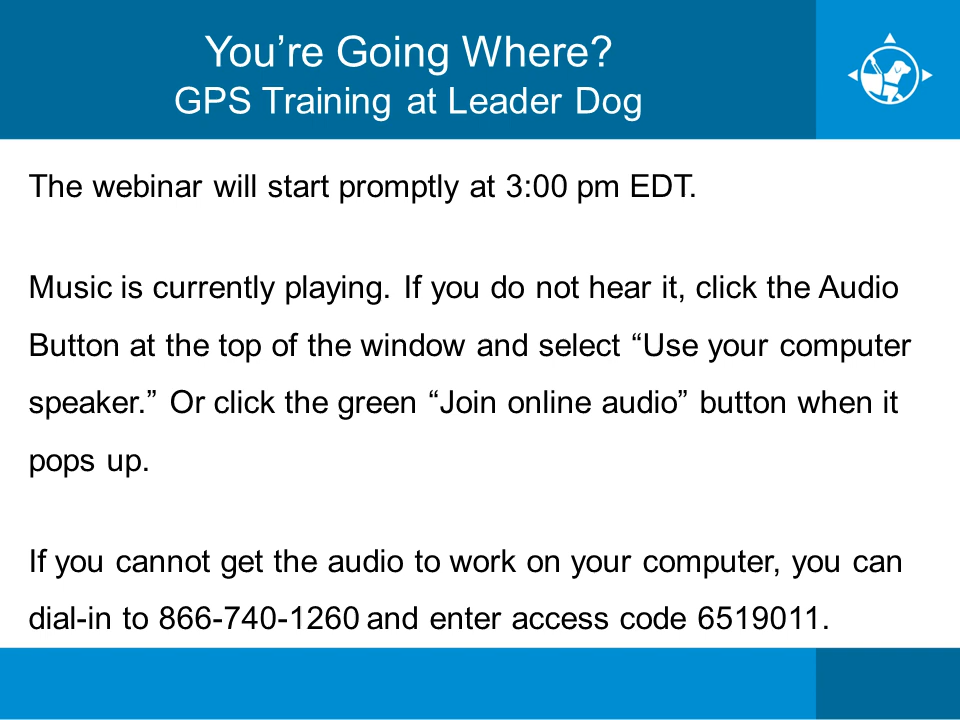 You’re Going Where?
GPS Training at Leader Dog
The webinar will start promptly at 3:00 pm EDT.
Music is currently playing. If you do not hear it, click the Audio
Button at the top of the window and select “Use your computer
speaker.” Or click the green “Join online audio” button when it
pops up.
If you cannot get the audio to work on your computer, you can
dial-in to 866-740-1260 and enter access code 6519011.